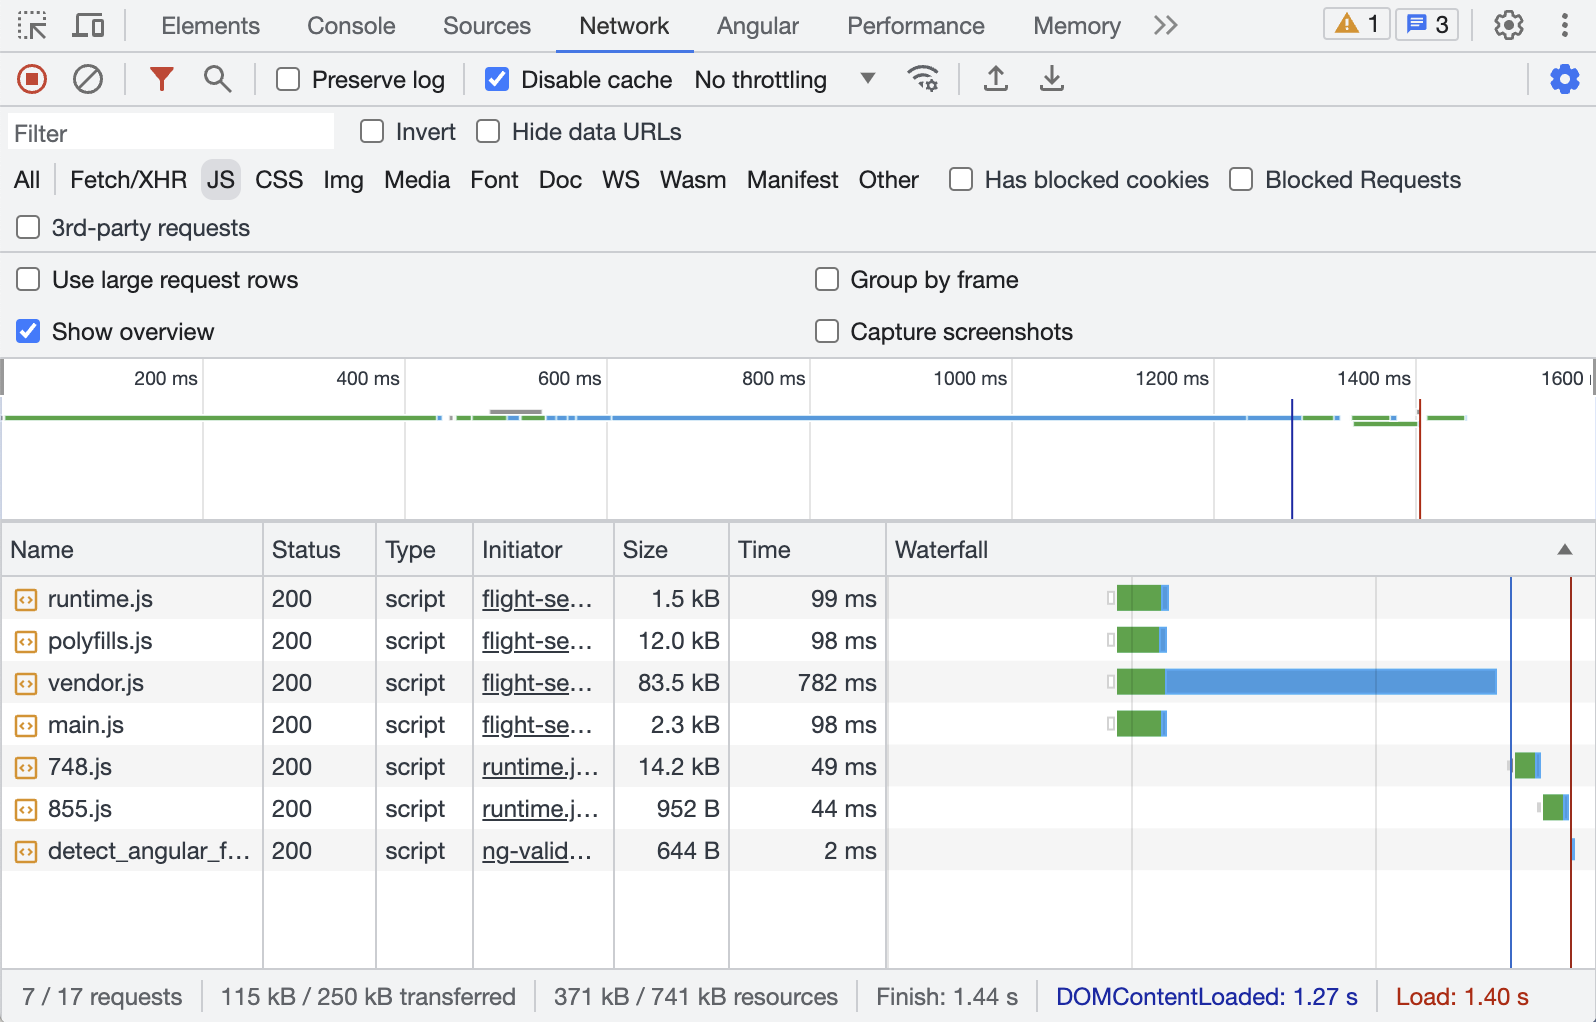 Elements Console Sources Network Angular Performance Memory 1 3
Preserve log Disable cache No throttling
Filter Invert Hide data URLs
All Fetch/XHR JS CSS Img Media Font Doc WS Wasm Manifest Other Has blocked cookies Blocked Requests
3rd-party requests
Use large request rows Group by frame
Show overview Capture screenshots
200 ms 400 ms 600 ms 800 ms 1000 ms 1200 ms 1400 ms 1600
Name Status Type Initiator Size Time Waterfall
runtime.js 200 script flight-se... 1.5 kB 99 ms
polyfills.js 200 script flight-se... 12.0 kB 98 ms
vendor.js 200 script flight-se... 83.5 kB 782 ms
main.js 200 script flight-se... 2.3 kB 98 ms
748.js 200 script runtime.j... 14.2 kB 49 ms
855.js 200 script runtime.j... 952 B 44 ms
detect_angular_f... 200 script ng-valid... 644 B 2 ms
7 / 17 requests 115 kB / 250 kB transferred 371 kB / 741 kB resources Finish: 1.44 s DOMContentLoaded: 1.27 s Load: 1.40 s